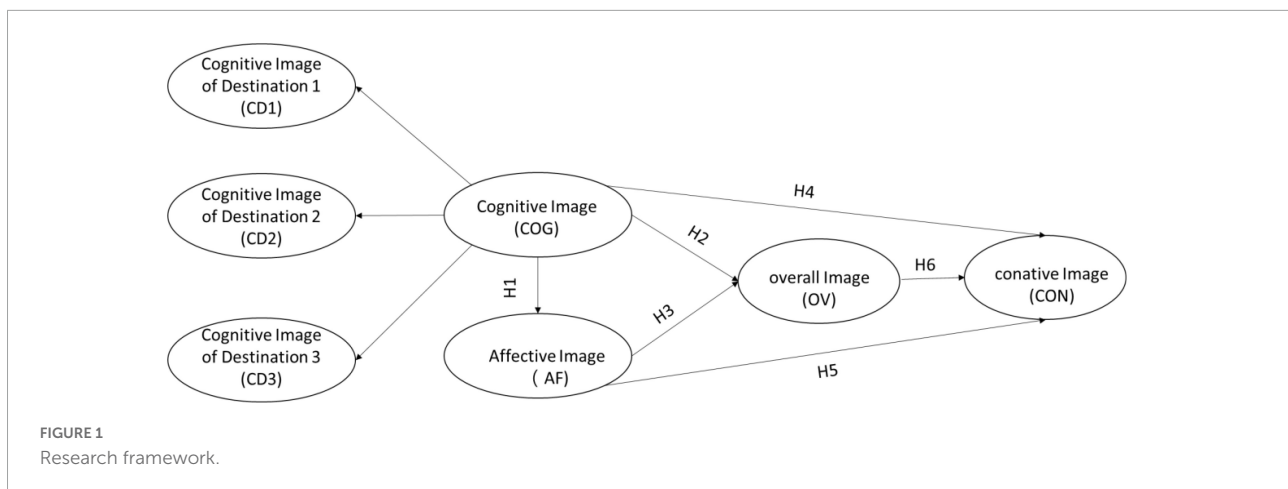 Cognitive Image
of Destination 1
(CD1)
Cognitive Image
of Destination 2
(CD2)
Cognitive Image
of Destination 3
(CD3)
Cognitive Image
(COG)
H1
Affective Image
( AF)
H2
H3
H4
overall Image
(OV)
H5
H6
conative Image
(CON)
FIGURE 1
Research framework.